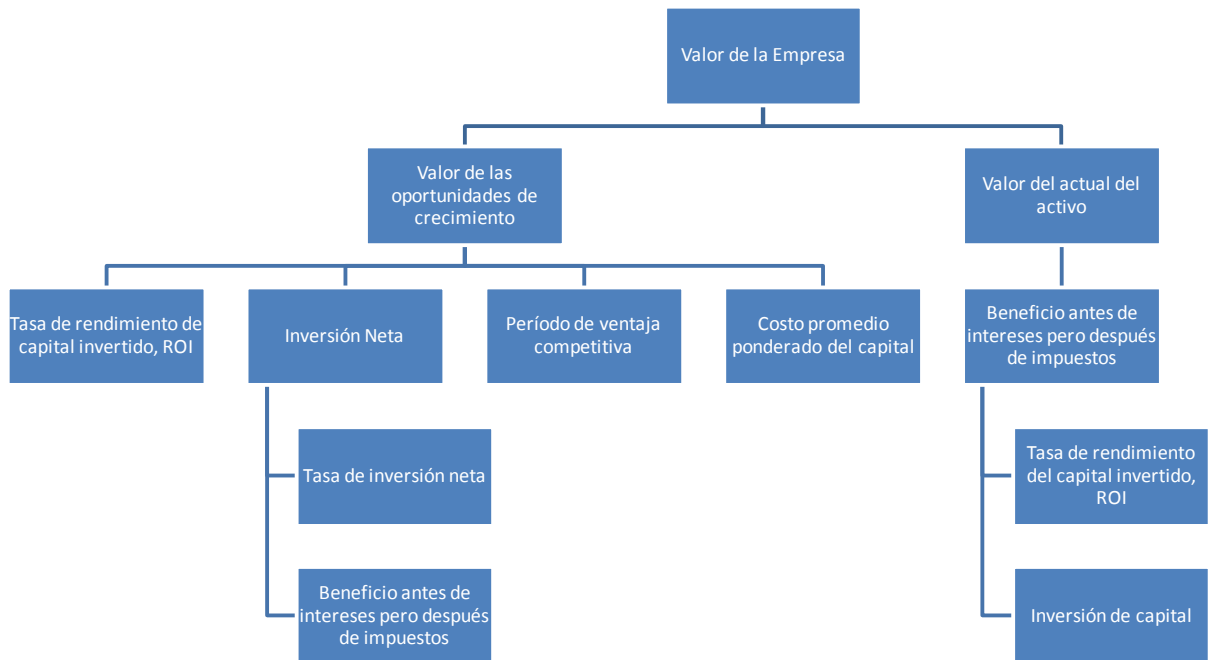 Valor de la Empresa
Valor de las
oportunidades de
crecimiento
Valor del actual del
activo
Tasa de rendimiento de
capital invertido, ROI
Inversión Neta
Período de ventaja
competitiva
Costo promedio
ponderado del capital
Beneficio antes de
intereses pero después
de impuestos
Tasa de inversión neta
Tasa de rendimiento
del capital invertido,
ROI
Beneficio antes de
intereses pero después
de impuestos
Inversión de capital